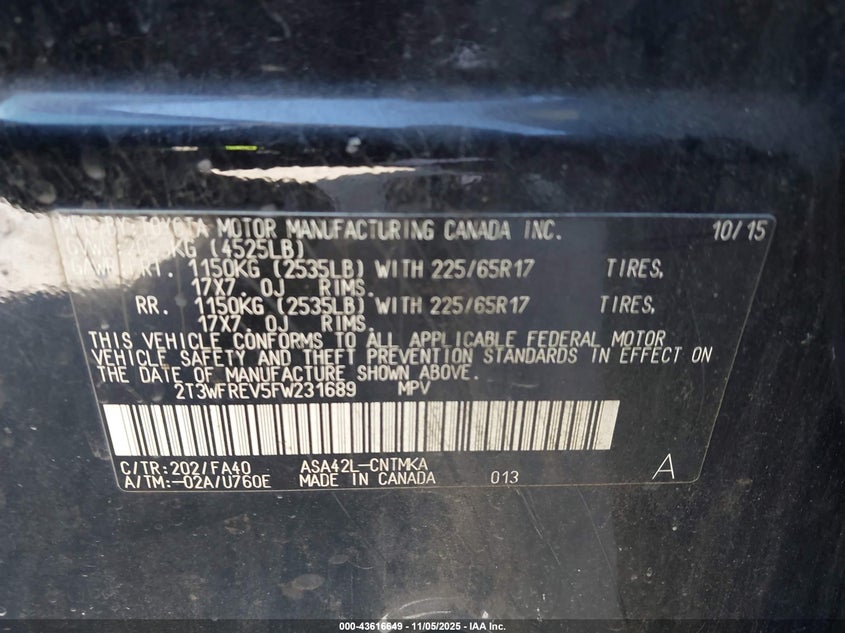 MFD BY: TOYOTA MOTOR MANUFACTURING CANADA INC. 10/15
KG (4525LB)
1150KG (2535LB) WITH 225/65R17 TIRES,
17X7.0J RIMS.
RR. 1150KG (2535LB) WITH 225/65R17 TIRES,
17X7.0J RIMS.
THIS VEHICLE CONFORMS TO ALL APPLICABLE FEDERAL MOTOR
VEHICLE SAFETY AND THEFT PREVENTION STANDARDS IN EFFECT ON
THE DATE OF MANUFACTURE SHOWN ABOVE.
2T3WFREV5FW231689 MPV
C/TR:202/FA40 ASA42L-CNTMKA A
A/TM:-02A/U760E MADE IN CANADA 013
000-43616649 - 11/05/2025 - IAA Inc.